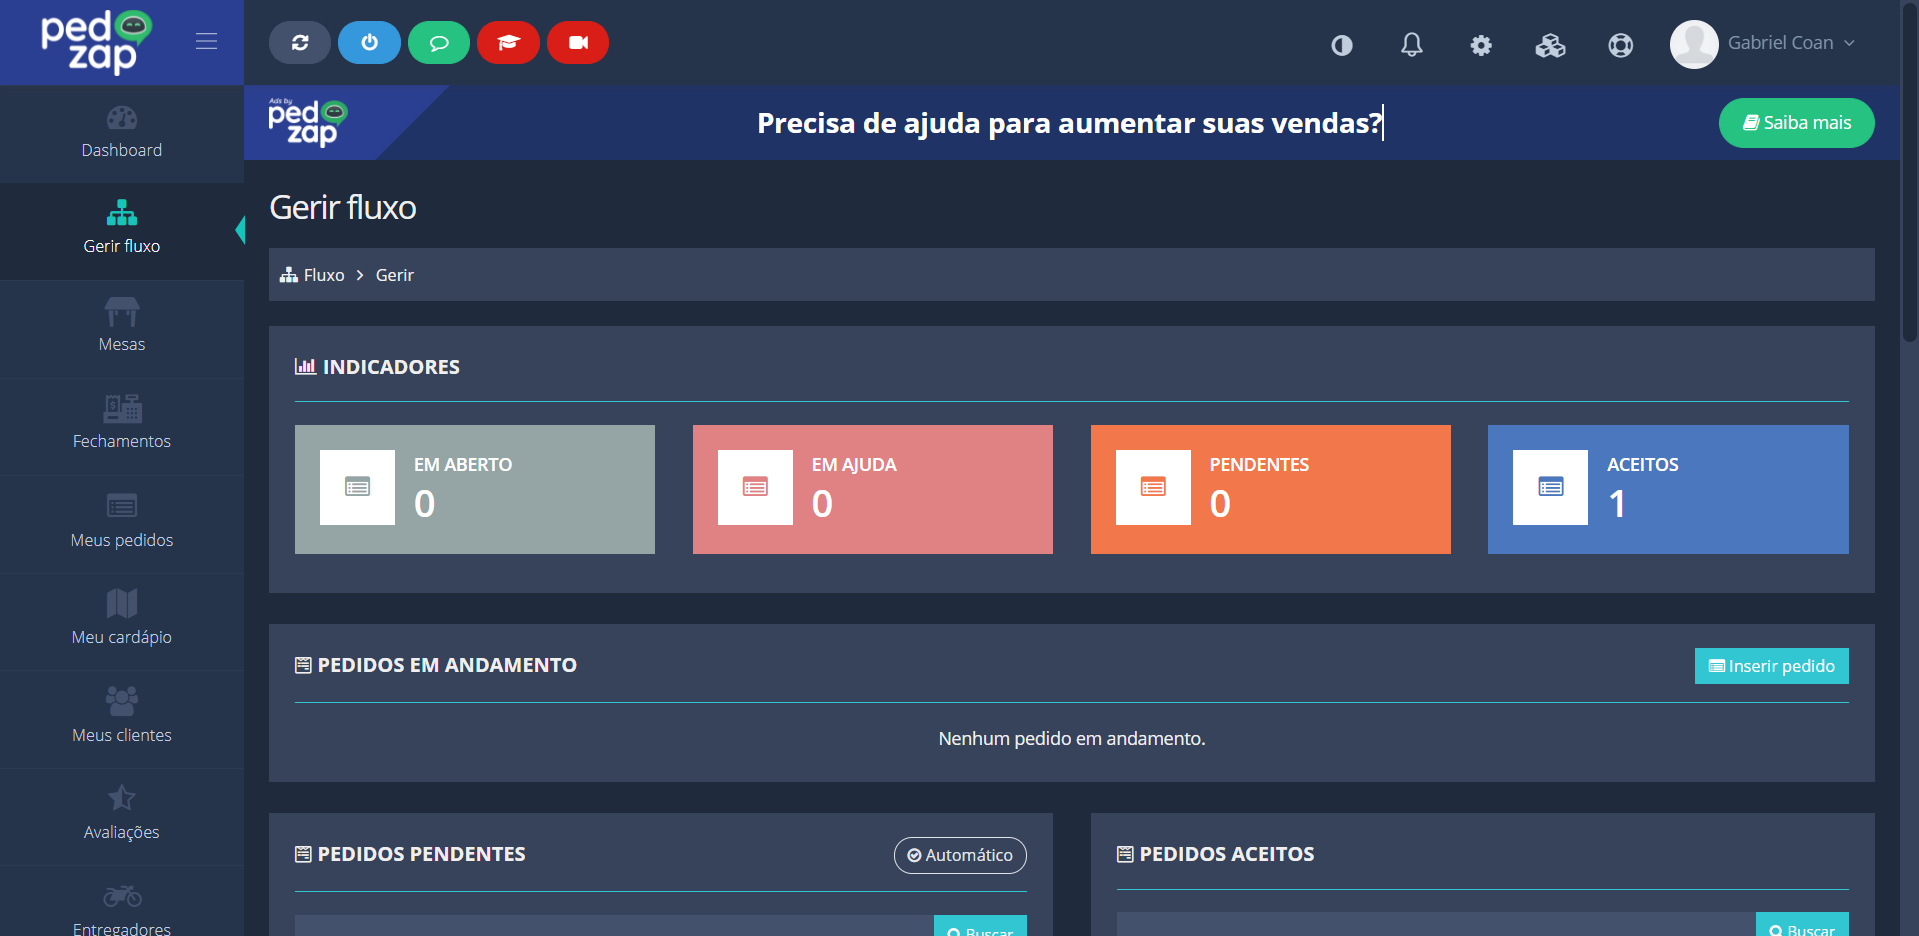 ped
zap
Gabriel Coan
Ads by
ped
zap
Precisa de ajuda para aumentar suas vendas?
Saiba mais
Dashboard
Gerir fluxo
Mesas
Fechamentos
Meus pedidos
Meu cardápio
Meus clientes
Avaliações
Entregadores
Gerir fluxo
Fluxo
Gerir
INDICADORES
EM ABERTO
0
EM AJUDA
0
PENDENTES
0
ACEITOS
1
PEDIDOS EM ANDAMENTO
Inserir pedido
Nenhum pedido em andamento.
PEDIDOS PENDENTES
Automático
Buscar
PEDIDOS ACEITOS
Buscar